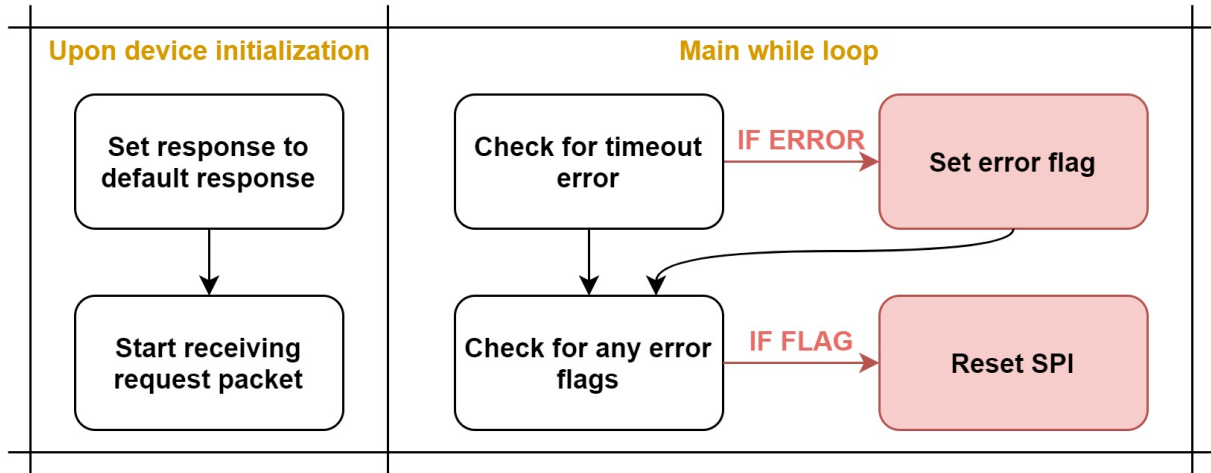 Upon device initialization
Set response to
default response
Start receiving
request packet
Main while loop
Check for timeout
error
IF ERROR
Set error flag
Check for any error
flags
IF FLAG
Reset SPI